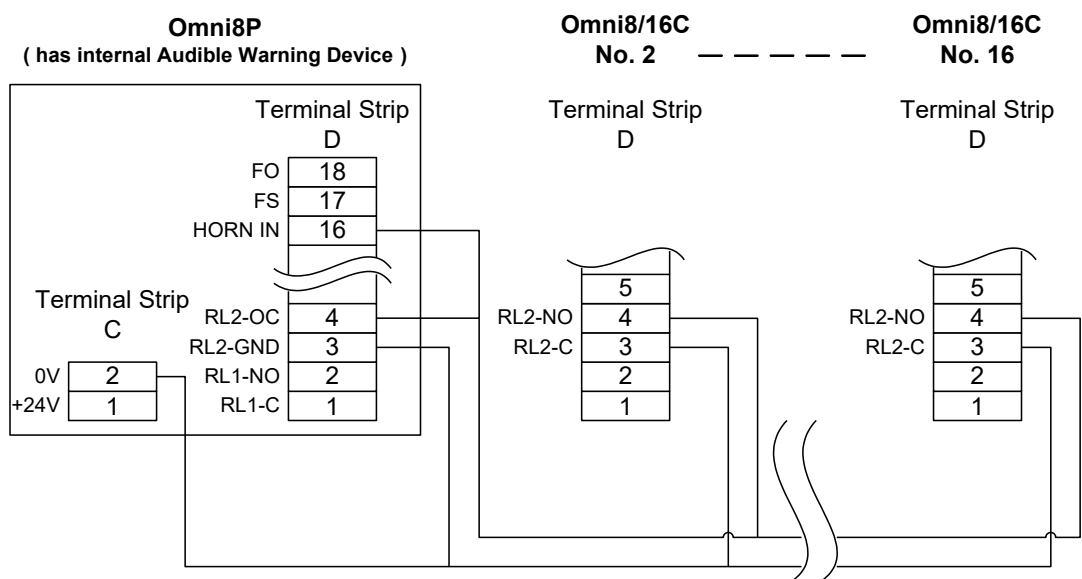 Omni8P
( has internal Audible Warning Device )
Omni8/16C
No. 2
Omni8/16C
No. 16
Terminal Strip
D
FO 18
FS 17
HORN IN 16
RL2-OC 4
RL2-GND 3
RL1-NO 2
RL1-C 1
Terminal Strip
C
0V 2
+24V 1
Terminal Strip
D
5
RL2-NO 4
RL2-C 3
2
1
Terminal Strip
D
5
RL2-NO 4
RL2-C 3
2
1